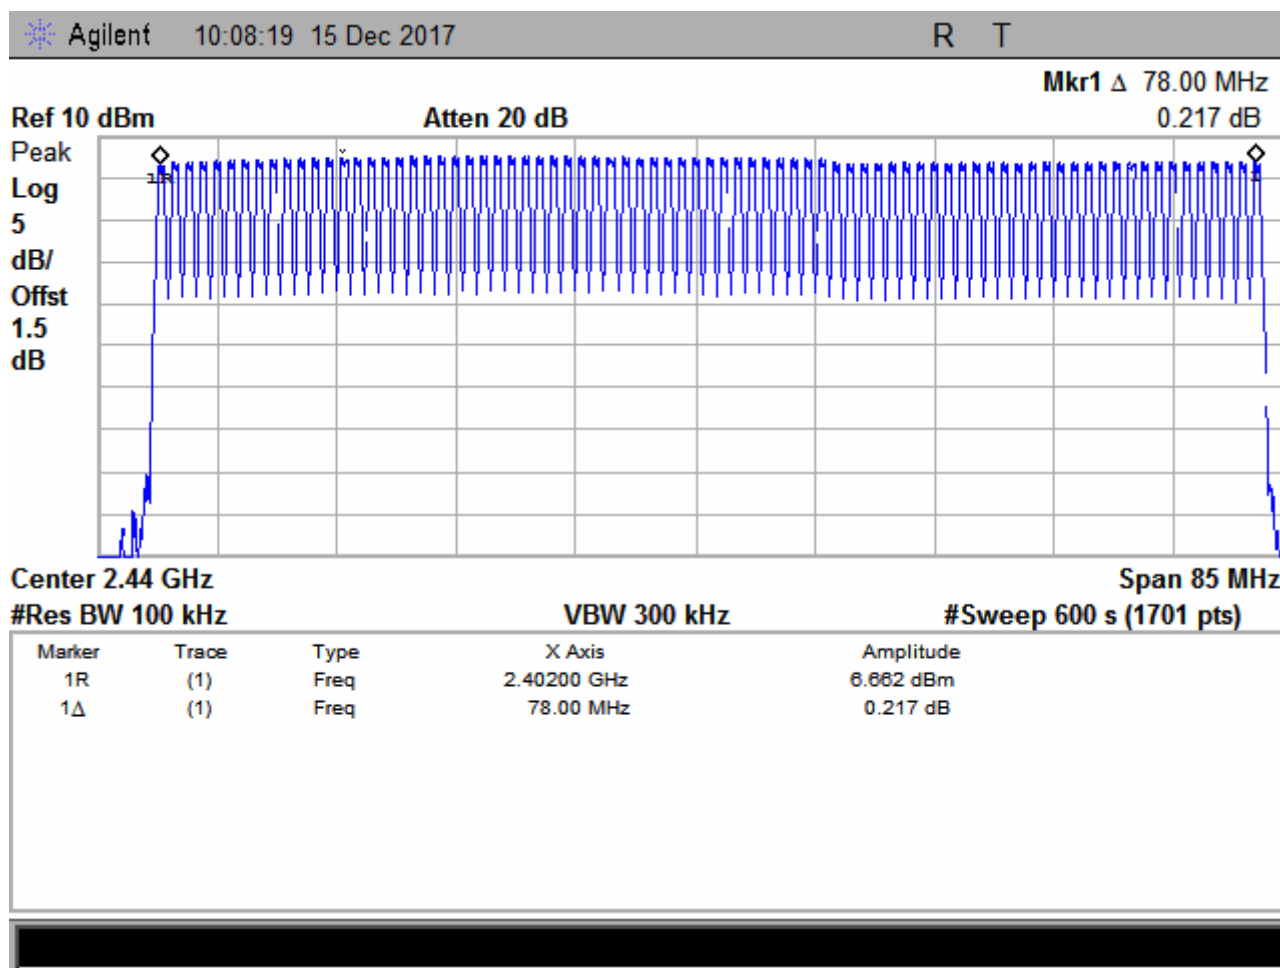 Agilent 10:08:19 15 Dec 2017 R T
Mkr1 Δ 78.00 MHz
Ref 10 dBm Atten 20 dB 0.217 dB
Peak
Log
5
dB/
Offst
1.5
dB
1R 1
Center 2.44 GHz Span 85 MHz
#Res BW 100 kHz VBW 300 kHz #Sweep 600 s (1701 pts)
Marker Trace Type X Axis Amplitude
1R (1) Freq 2.40200 GHz 6.662 dBm
1Δ (1) Freq 78.00 MHz 0.217 dB